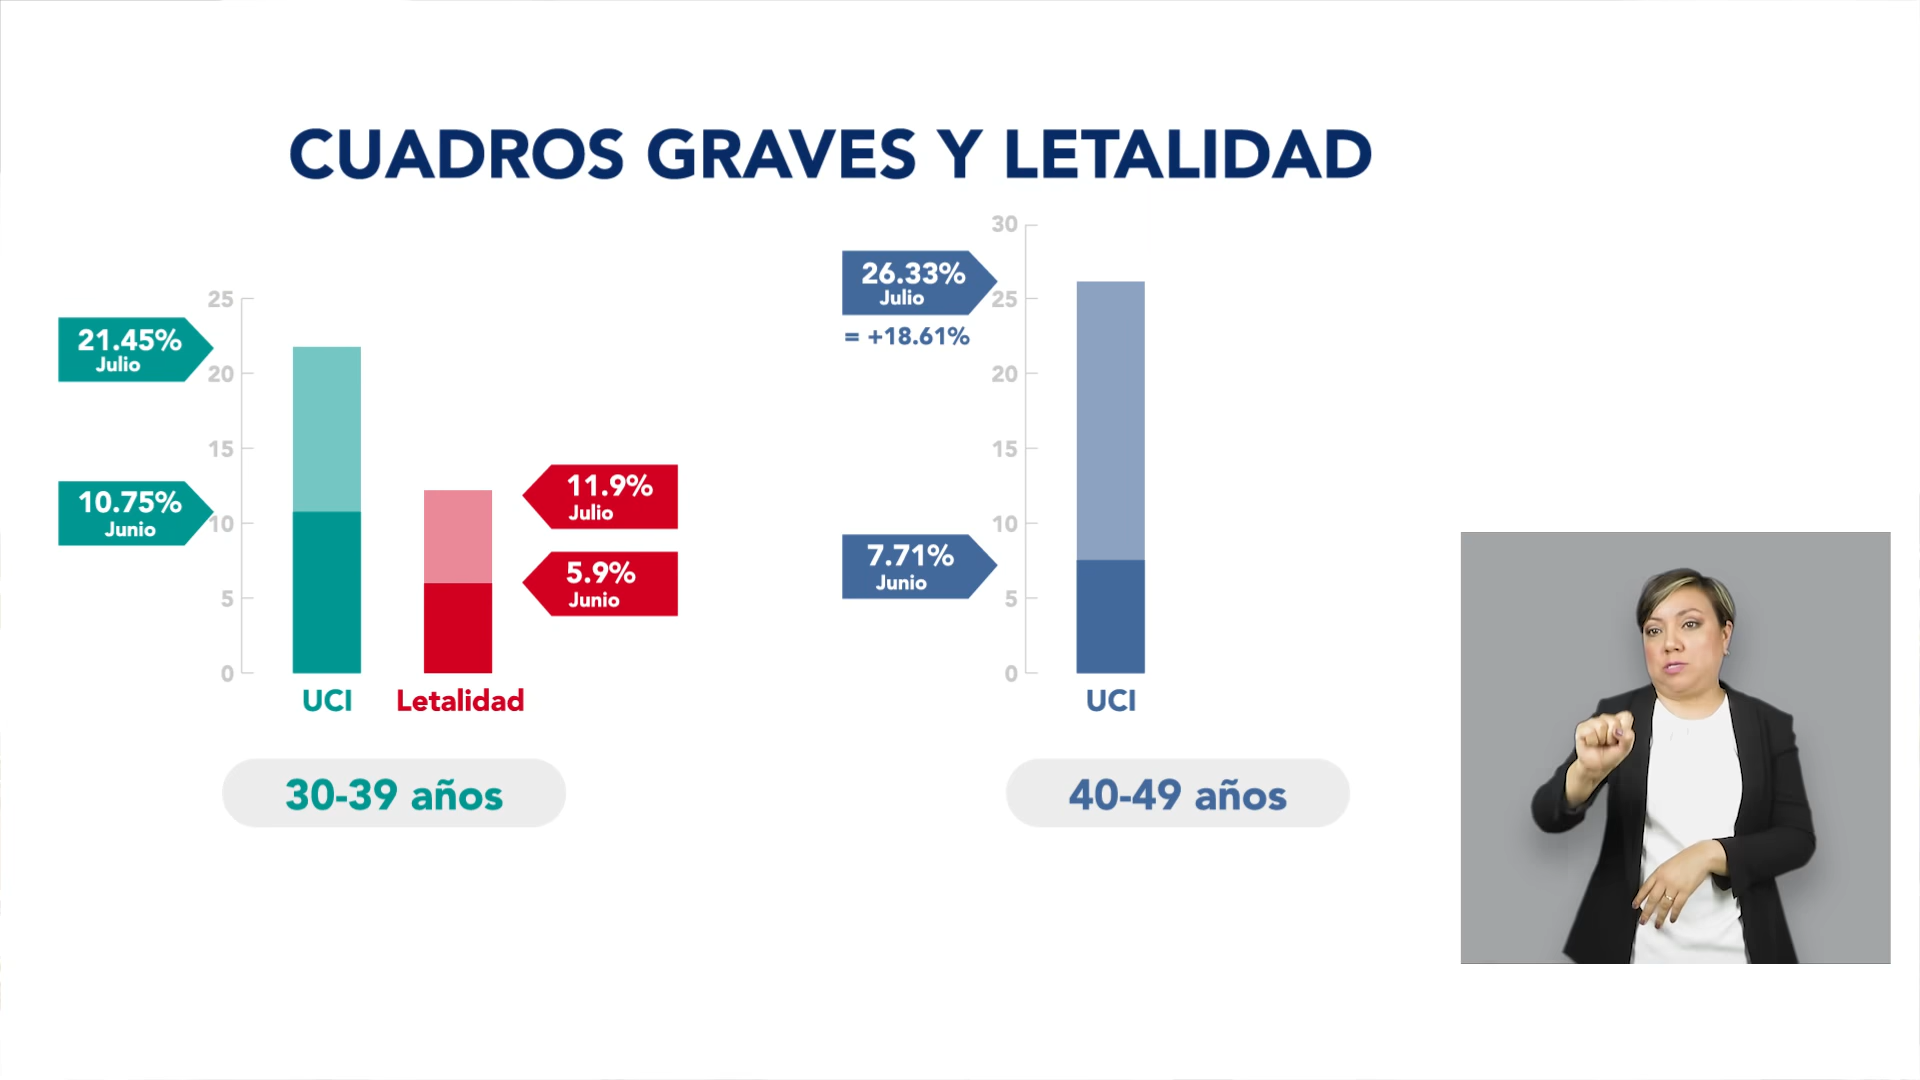 CUADROS GRAVES Y LETALIDAD
25
20
15
10
5
0
21.45%
Julio
10.75%
Junio
11.9%
Julio
5.9%
Junio
UCI
Letalidad
30-39 años
30
25
20
15
10
5
0
26.33%
Julio
= +18.61%
7.71%
Junio
UCI
40-49 años